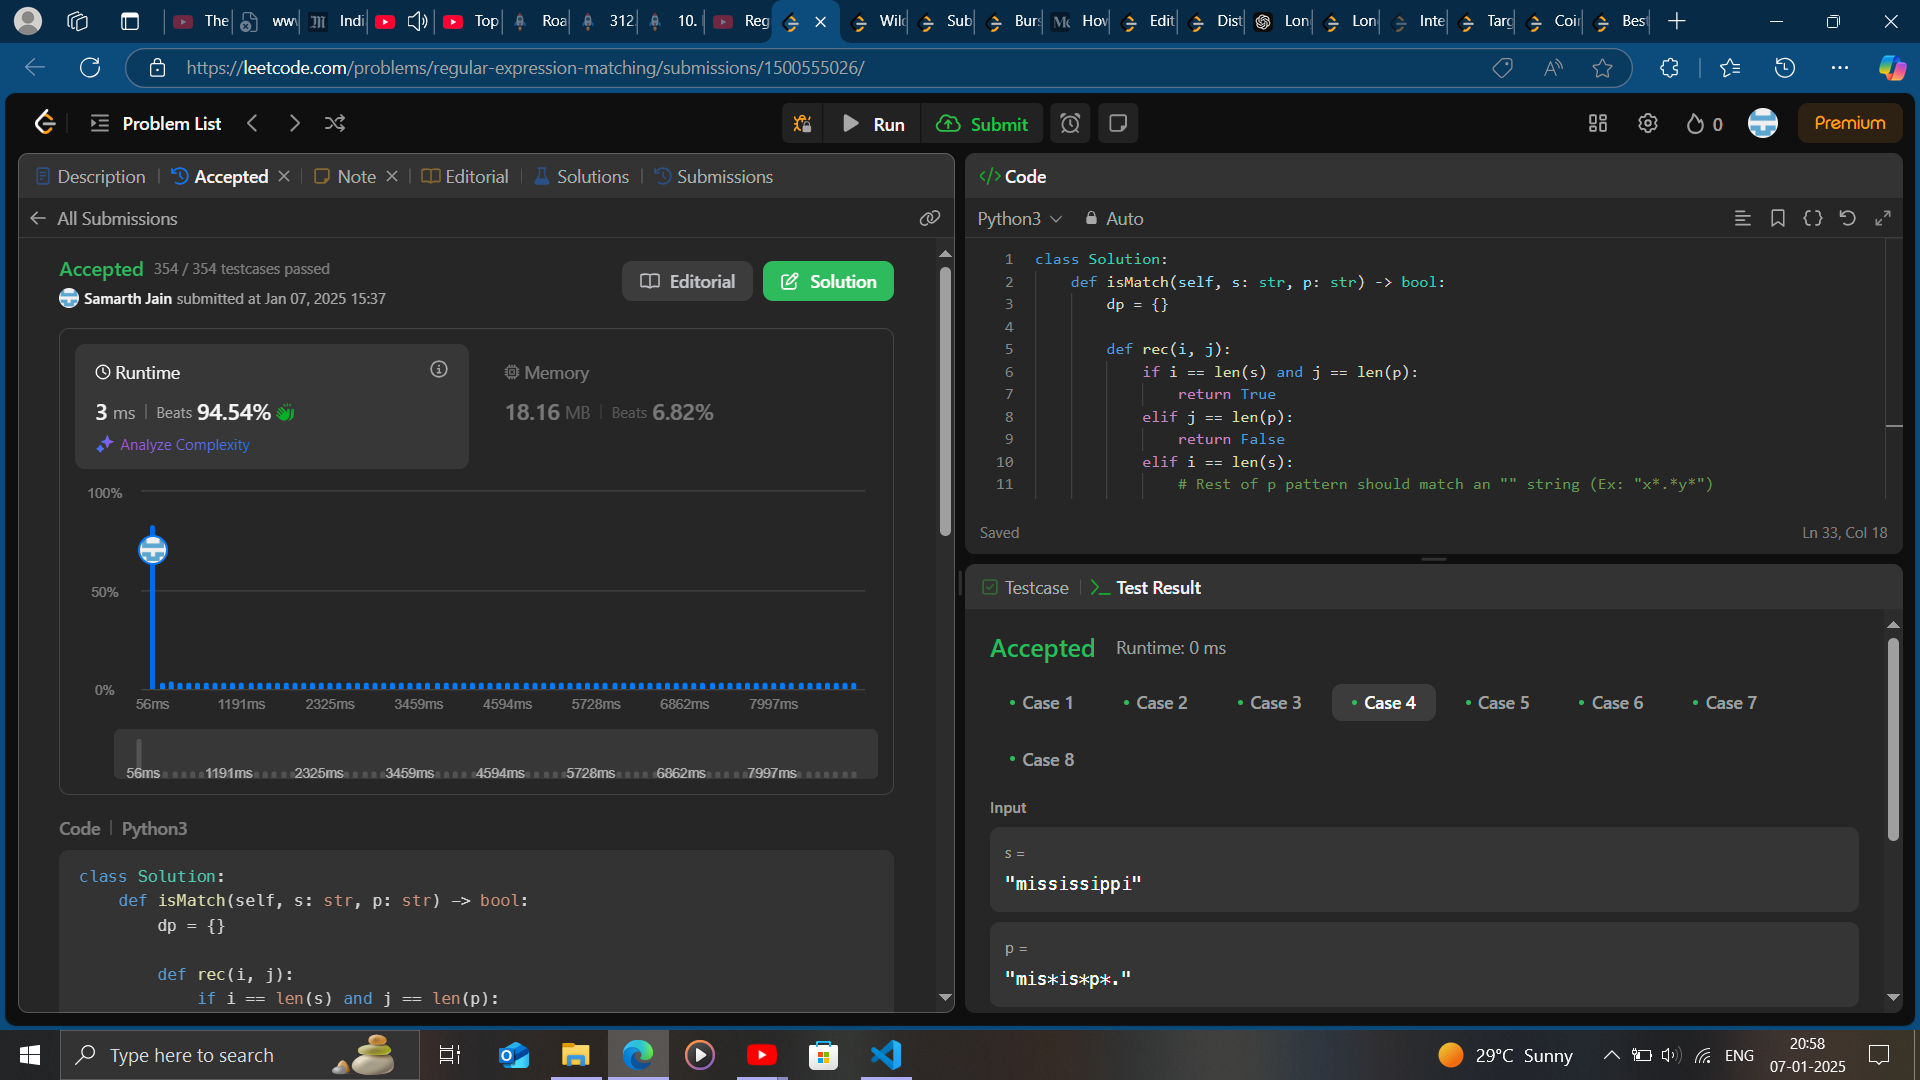 The
www
Indi
Top
Roa
312.
10.
Reg
Wild
Sub
Burs
How
Edit
Dist
Lon
Lon
Inte
Targ
Coi
Best
https://leetcode.com/problems/regular-expression-matching/submissions/1500555026/
Problem List
Run
Submit
0
Premium
Description
Accepted
Note
Editorial
Solutions
Submissions
All Submissions
Accepted 354 / 354 testcases passed
Samarth Jain submitted at Jan 07, 2025 15:37
Editorial
Solution
Runtime
3 ms | Beats 94.54%
Analyze Complexity
Memory
18.16 MB | Beats 6.82%
100%
50%
0%
56ms 1191ms 2325ms 3459ms 4594ms 5728ms 6862ms 7997ms
56ms 1191ms 2325ms 3459ms 4594ms 5728ms 6862ms 7997ms
Code | Python3
class Solution:
def isMatch(self, s: str, p: str) -> bool:
dp = {}
def rec(i, j):
if i == len(s) and j == len(p):
Code
Python3
Auto
1 class Solution:
2 def isMatch(self, s: str, p: str) -> bool:
3 dp = {}
4
5 def rec(i, j):
6 if i == len(s) and j == len(p):
7 return True
8 elif j == len(p):
9 return False
10 elif i == len(s):
11 # Rest of p pattern should match an "" string (Ex: "x*.*y*")
Saved
Ln 33, Col 18
Testcase
Test Result
Accepted Runtime: 0 ms
Case 1 Case 2 Case 3 Case 4 Case 5 Case 6 Case 7
Case 8
Input
s =
"mississippi"
p =
"mis*is*p*."
Type here to search
29°C Sunny
ENG
20:58
07-01-2025